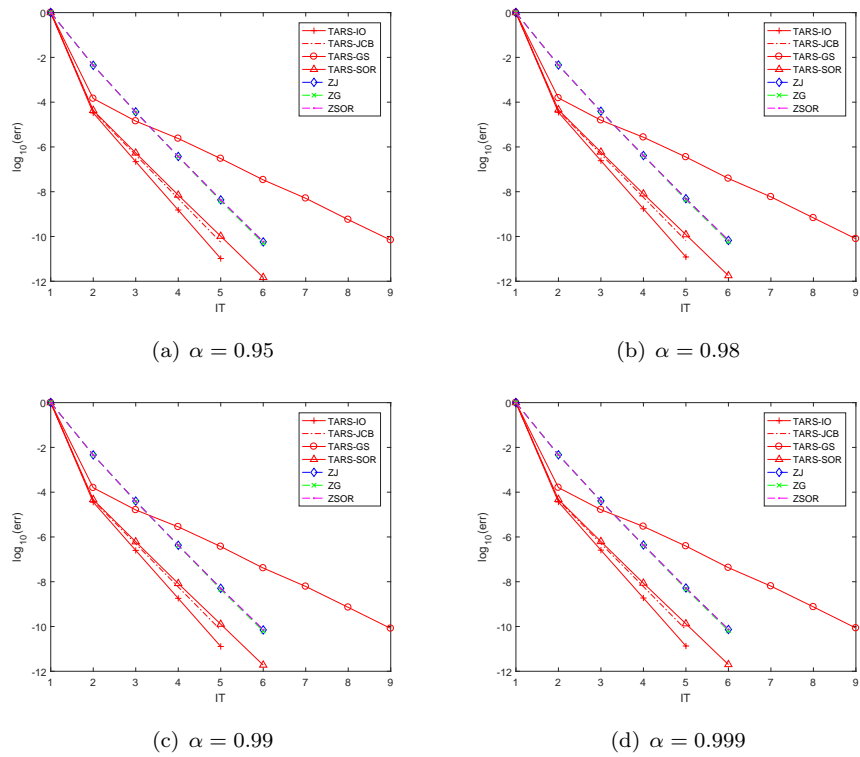 0
-2
-4
-6
-8
-10
-12
log10(err)
1 2 3 4 5 6 7 8 9
IT
TARS-IO
TARS-JCB
TARS-GS
TARS-SOR
ZJ
ZG
ZSOR
(a) α = 0.95
0
-2
-4
-6
-8
-10
-12
log10(err)
1 2 3 4 5 6 7 8 9
IT
TARS-IO
TARS-JCB
TARS-GS
TARS-SOR
ZJ
ZG
ZSOR
(b) α = 0.98
0
-2
-4
-6
-8
-10
-12
log10(err)
1 2 3 4 5 6 7 8 9
IT
TARS-IO
TARS-JCB
TARS-GS
TARS-SOR
ZJ
ZG
ZSOR
(c) α = 0.99
0
-2
-4
-6
-8
-10
-12
log10(err)
1 2 3 4 5 6 7 8 9
IT
TARS-IO
TARS-JCB
TARS-GS
TARS-SOR
ZJ
ZG
ZSOR
(d) α = 0.999